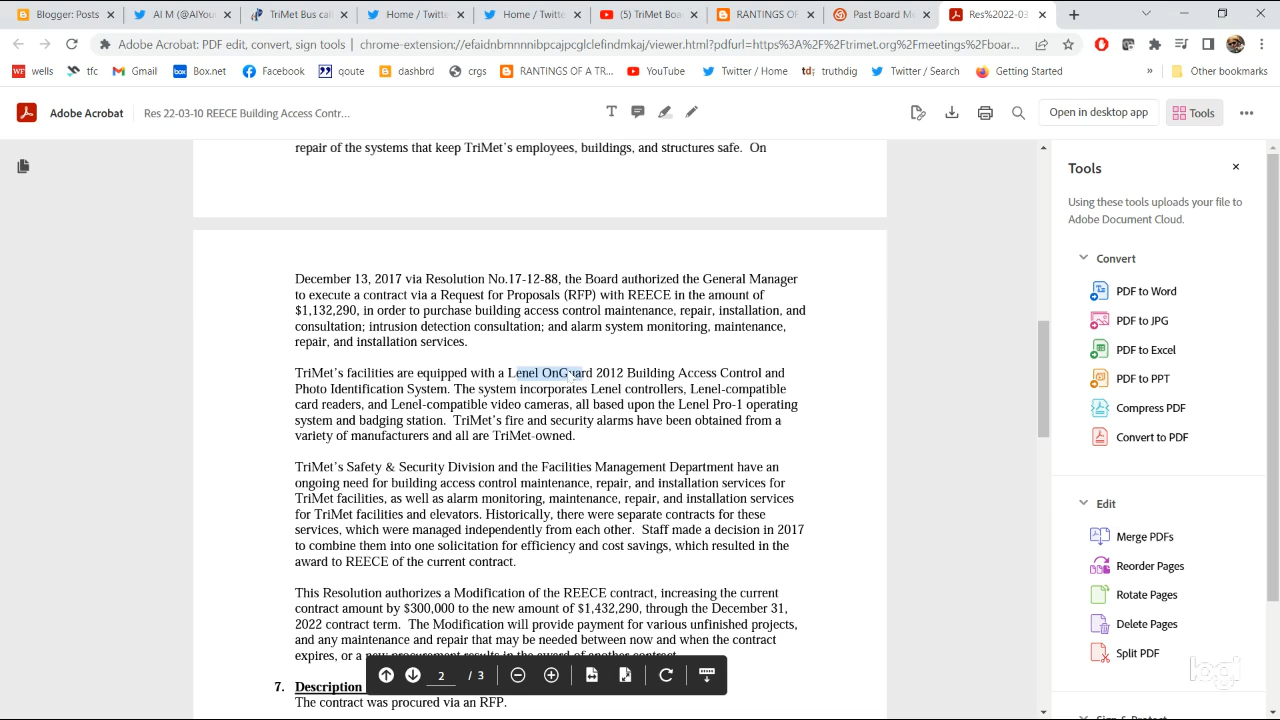 Blogger: Posts
AI M (@AIYour
TriMet Bus call
Home / Twitte
Home / Twitte
(5) TriMet Boa
RANTINGS OF
Past Board Me
Res%2022-03
Adobe Acrobat: PDF edit, convert, sign tools
wells
tfc
Gmail
Box.net
Facebook
qoute
dashbrd
crgs
RANTINGS OF A TR...
YouTube
Twitter / Home
truthdig
Twitter / Search
Getting Started
»
Other bookmarks
Adobe Acrobat
Res 22-03-10 REECE Building Access Contr...
Open in desktop app
Tools
repair of the systems that keep TriMet's employees, buildings, and structures safe. On
December 13, 2017 via Resolution No.17-12-88, the Board authorized the General Manager
to execute a contract via a Request for Proposals (RFP) with REECE in the amount of
$1,132,290, in order to purchase building access control maintenance, repair, installation, and
consultation; intrusion detection consultation; and alarm system monitoring, maintenance,
repair, and installation services.
TriMet's facilities are equipped with a Lenel OnGuard 2012 Building Access Control and
Photo Identification System. The system incorporates Lenel controllers, Lenel-compatible
card readers, and Lenel-compatible video cameras, all based upon the Lenel Pro-1 operating
system and badging station. TriMet's fire and security alarms have been obtained from a
variety of manufacturers and all are TriMet-owned.
TriMet's Safety & Security Division and the Facilities Management Department have an
ongoing need for building access control maintenance, repair, and installation services for
TriMet facilities, as well as alarm monitoring, maintenance, repair, and installation services
for TriMet facilities and elevators. Historically, there were separate contracts for these
services, which were managed independently from each other. Staff made a decision in 2017
to combine them into one solicitation for efficiency and cost savings, which resulted in the
award to REECE of the current contract.
This Resolution authorizes a Modification of the REECE contract, increasing the current
contract amount by $300,000 to the new amount of $1,432,290, through the December 31,
2022 contract term. The Modification will provide payment for various unfinished projects,
and any maintenance and repair that may be needed between now and when the contract
expires, or a new procurement results in the award of another contract.
2 / 3
7. Description
The contract was procured via an RFP.
Tools
Using these tools uploads your file to
Adobe Document Cloud.
Convert
PDF to Word
PDF to JPG
PDF to Excel
PDF to PPT
Compress PDF
Convert to PDF
Edit
Merge PDFs
Reorder Pages
Rotate Pages
Delete Pages
Split PDF
logi